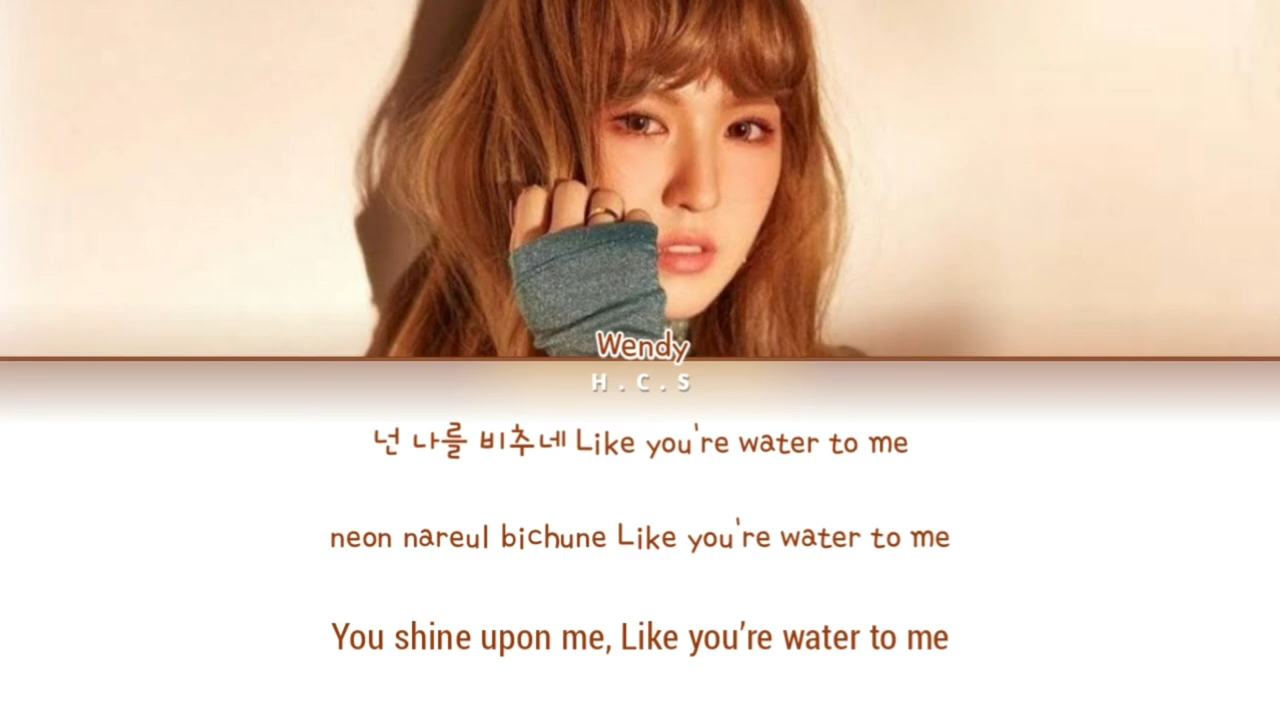 Wendy
H . C . S
넌 나를 비추네 Like you're water to me
neon nareul bichune Like you're water to me
You shine upon me, Like you’re water to me